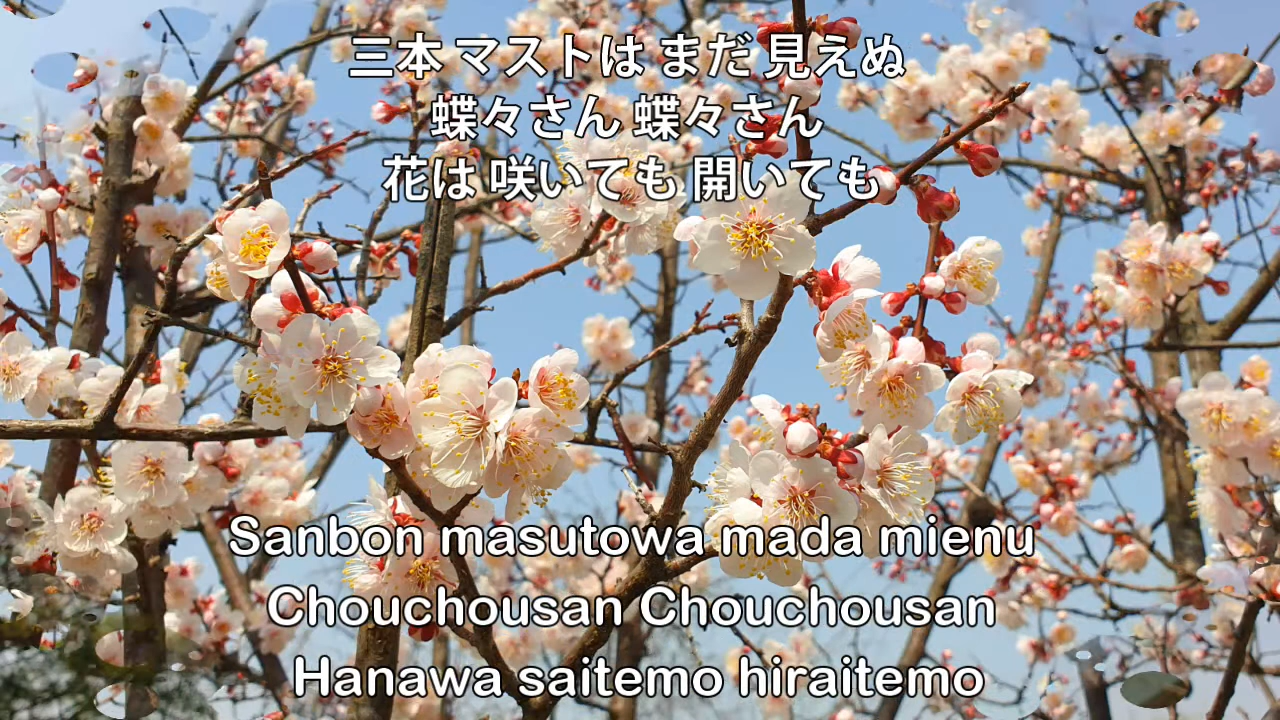 三本 マストは まだ 見えぬ
蝶々さん 蝶々さん
花は 咲いても 開いても
Sanbon masutowa mada mienu
Chouchousan Chouchousan
Hanawa saitemo hiraitemo